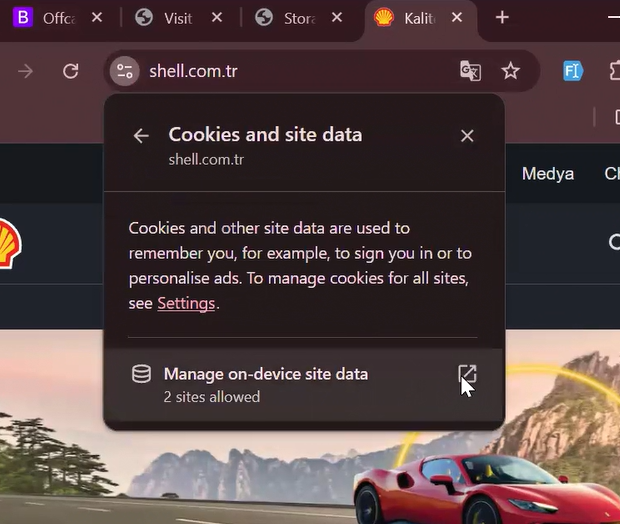 B Offca
Visit
Stora
Kalit
shell.com.tr
Cookies and site data
shell.com.tr
Medya
Cookies and other site data are used to
remember you, for example, to sign you in or to
personalise ads. To manage cookies for all sites,
see Settings.
Manage on-device site data
2 sites allowed